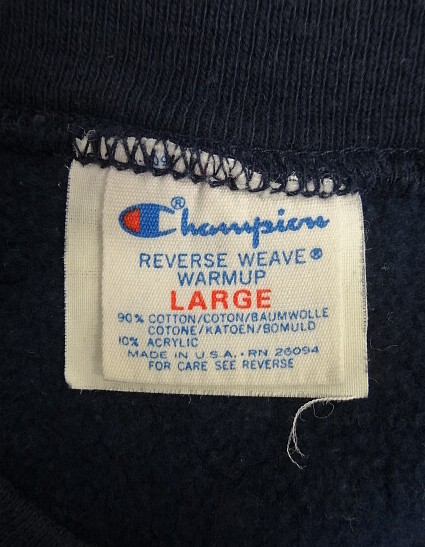 Champion®
REVERSE WEAVE®
WARMUP
LARGE
90% COTTON/COTON/BAUMWOLLE
COTONE/KATOEN/BOMULD
10% ACRYLIC
MADE IN U.S.A. · RN 26094
FOR CARE SEE REVERSE